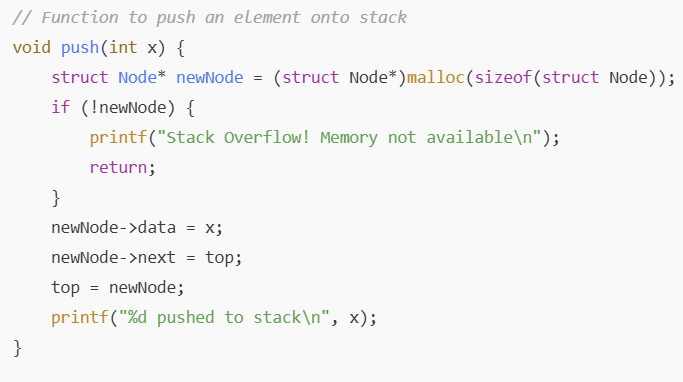 // Function to push an element onto stack
void push(int x) {
    struct Node* newNode = (struct Node*)malloc(sizeof(struct Node));
    if (!newNode) {
        printf("Stack Overflow! Memory not available\n");
        return;
    }
    newNode->data = x;
    newNode->next = top;
    top = newNode;
    printf("%d pushed to stack\n", x);
}